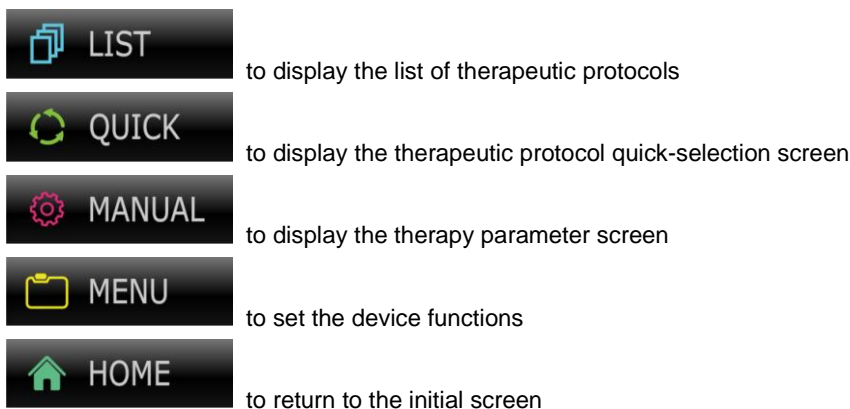 LIST
to display the list of therapeutic protocols
QUICK
to display the therapeutic protocol quick-selection screen
MANUAL
to display the therapy parameter screen
MENU
to set the device functions
HOME
to return to the initial screen